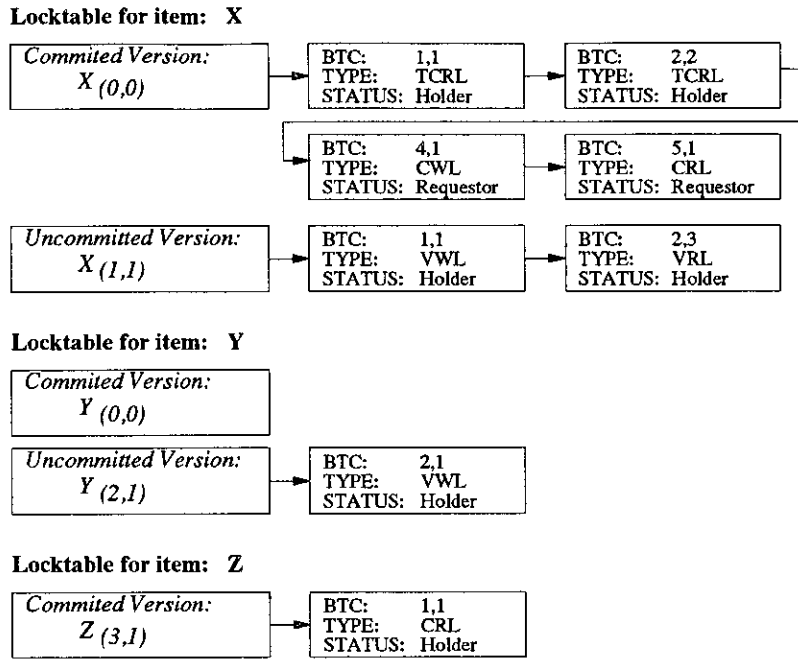 Locktable for item: X
Commited Version:
X (0,0)
BTC: 1,1
TYPE: TCRL
STATUS: Holder
BTC: 2,2
TYPE: TCRL
STATUS: Holder
BTC: 4,1
TYPE: CWL
STATUS: Requestor
BTC: 5,1
TYPE: CRL
STATUS: Requestor
Uncommitted Version:
X (1,1)
BTC: 1,1
TYPE: VWL
STATUS: Holder
BTC: 2,3
TYPE: VRL
STATUS: Holder
Locktable for item: Y
Commited Version:
Y (0,0)
Uncommitted Version:
Y (2,1)
BTC: 2,1
TYPE: VWL
STATUS: Holder
Locktable for item: Z
Commited Version:
Z (3,1)
BTC: 1,1
TYPE: CRL
STATUS: Holder